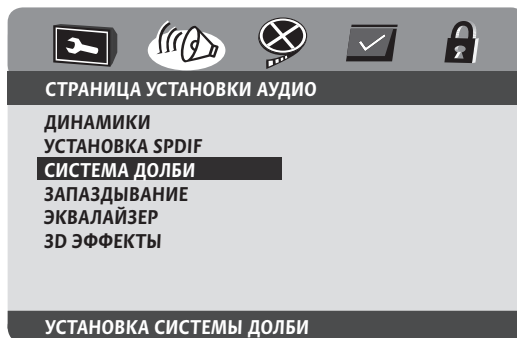 СТРАНИЦА УСТАНОВКИ АУДИО
ДИНАМИКИ
УСТАНОВКА SPDIF
СИСТЕМА ДОЛБИ
ЗАПАЗДЫВАНИЕ
ЭКВАЛАЙЗЕР
3D ЭФФЕКТЫ
УСТАНОВКА СИСТЕМЫ ДОЛБИ